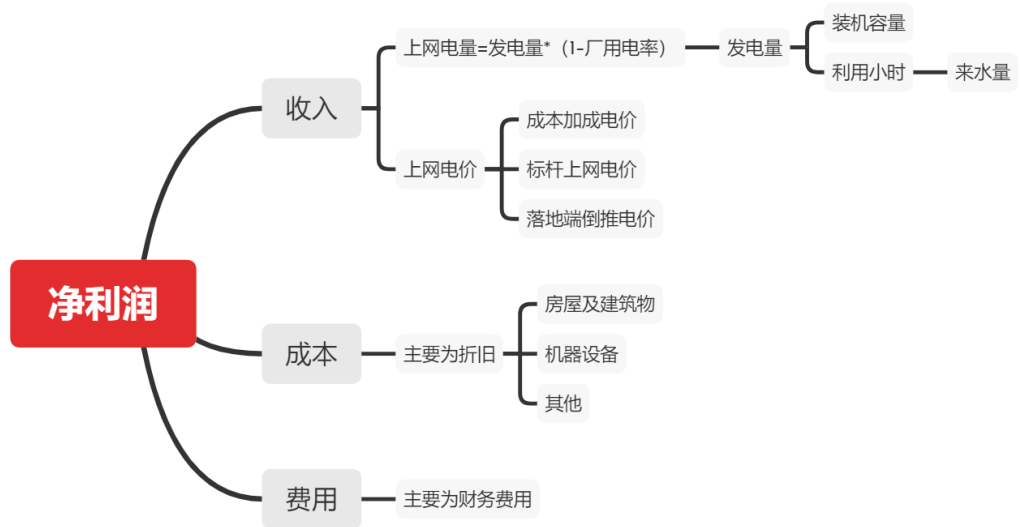 净利润
收入
上网电量=发电量*（1-厂用电率）
发电量
装机容量
利用小时
来水量
上网电价
成本加成电价
标杆上网电价
落地端倒推电价
成本
主要为折旧
房屋及建筑物
机器设备
其他
费用
主要为财务费用